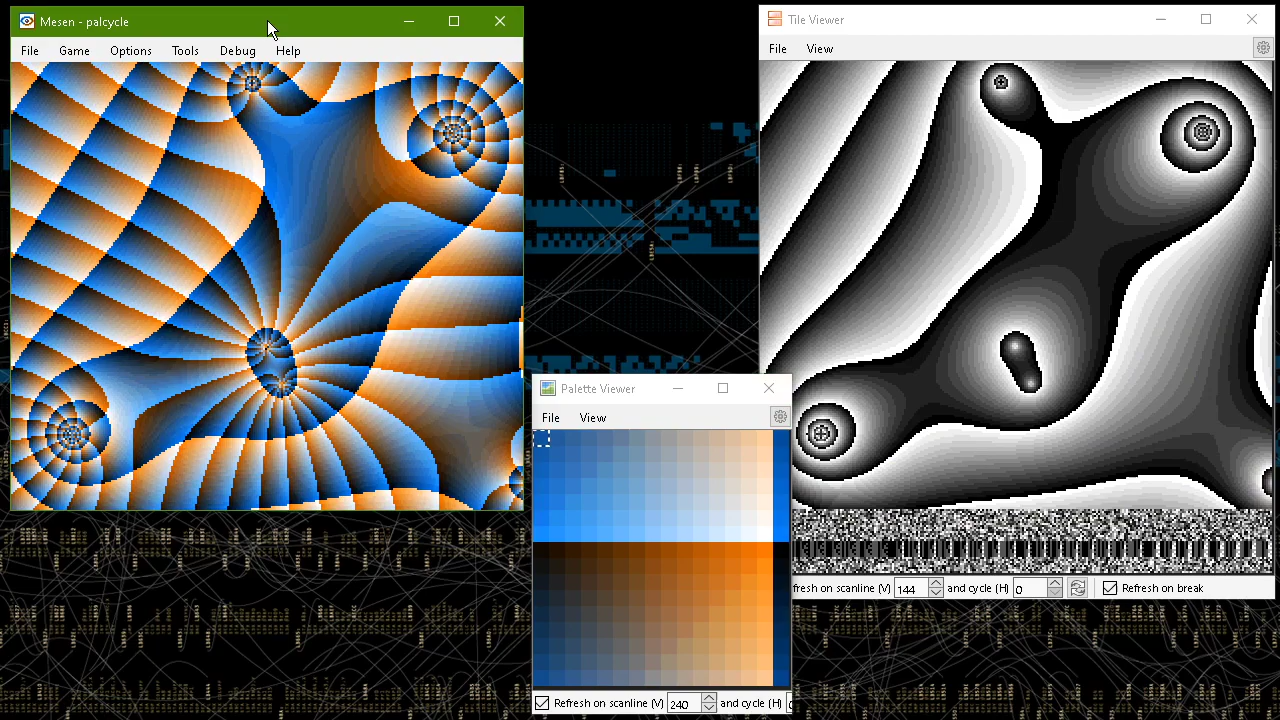 Mesen - palcycle
File Game Options Tools Debug Help
Tile Viewer
File View
Palette Viewer
File View
fresh on scanline (V) 144 and cycle (H) 0 Refresh on break
Refresh on scanline (V) 240 and cycle (H)